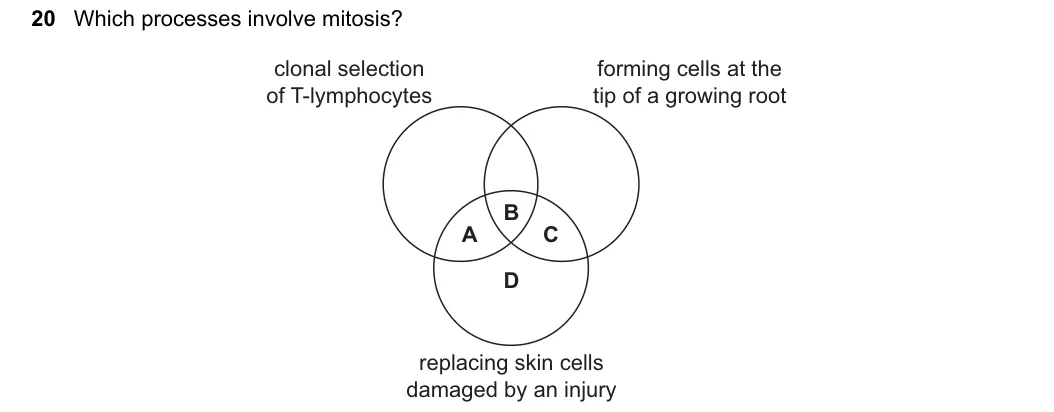 20 Which processes involve mitosis?
clonal selection
of T-lymphocytes
forming cells at the
tip of a growing root
B
A
C
D
replacing skin cells
damaged by an injury